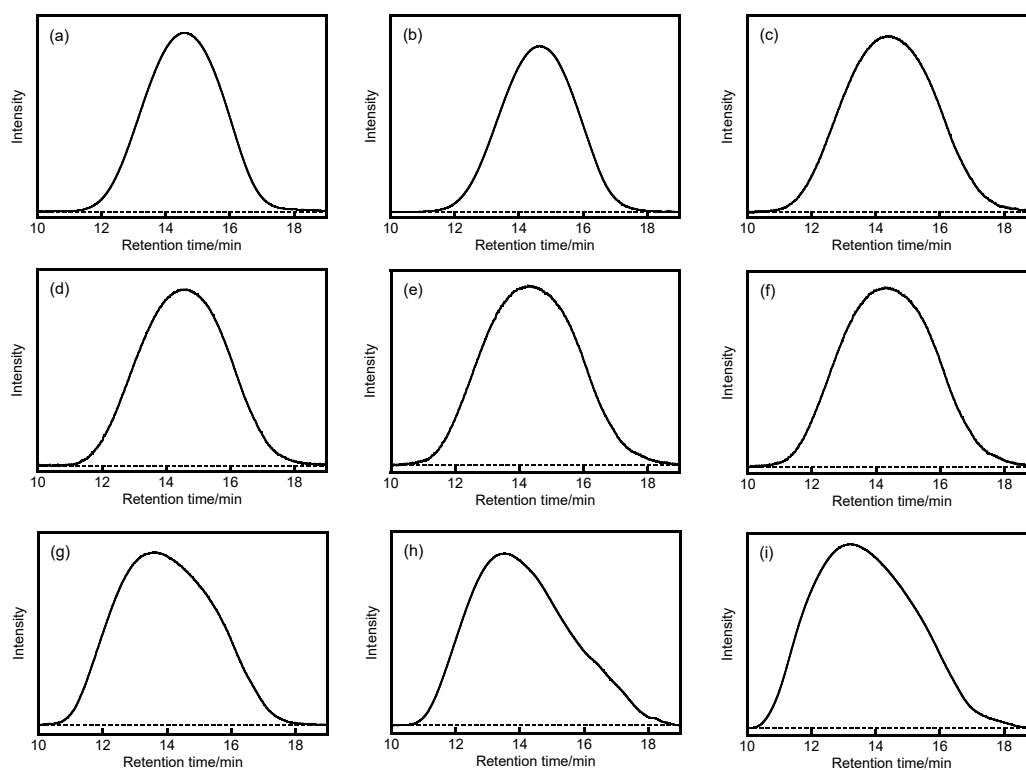 (a)
Intensity
10 12 14 16 18
Retention time/min
(b)
Intensity
10 12 14 16 18
Retention time/min
(c)
Intensity
10 12 14 16 18
Retention time/min
(d)
Intensity
10 12 14 16 18
Retention time/min
(e)
Intensity
10 12 14 16 18
Retention time/min
(f)
Intensity
10 12 14 16 18
Retention time/min
(g)
Intensity
10 12 14 16 18
Retention time/min
(h)
Intensity
10 12 14 16 18
Retention time/min
(i)
Intensity
10 12 14 16 18
Retention time/min